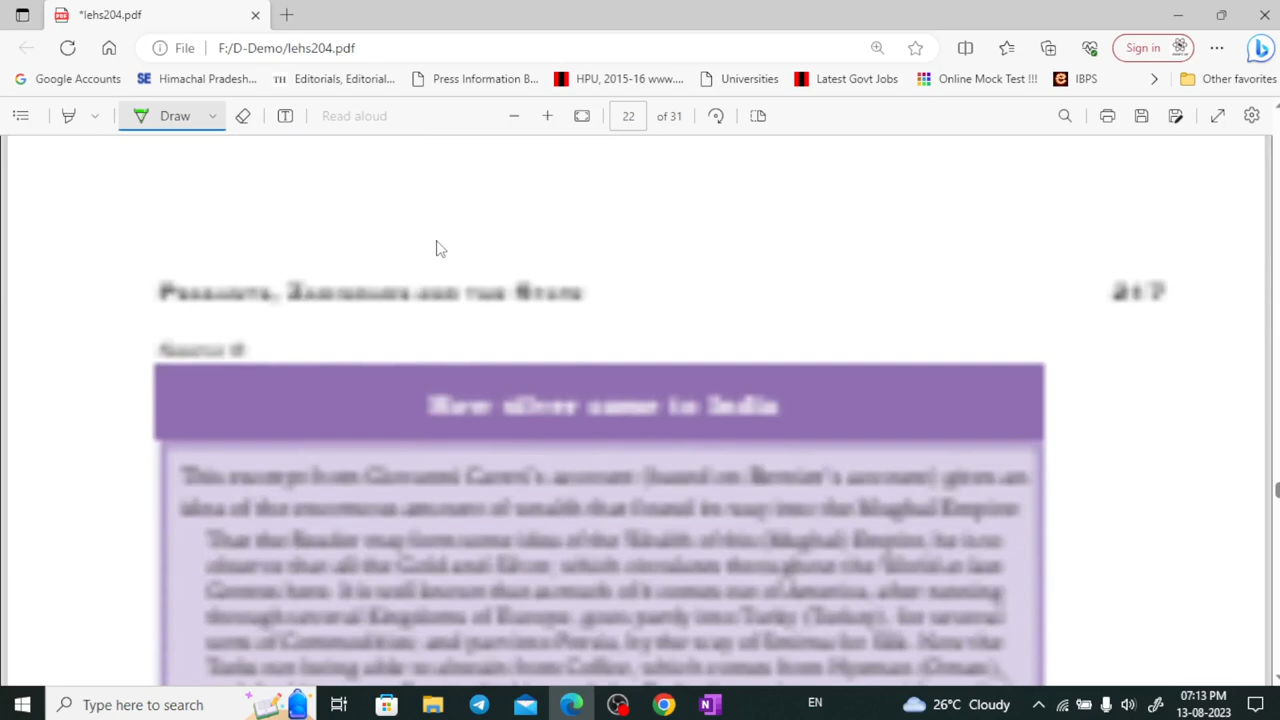 *lehs204.pdf
File F:/D-Demo/lehs204.pdf Sign in
Google Accounts Himachal Pradesh... Editorials, Editorial... Press Information B... HPU, 2015-16 www.... Universities Latest Govt Jobs Online Mock Test !!! IBPS Other favorites
Draw Read aloud 22 of 31
PEASANTS, ZAMINDARS AND THE STATE 217
How silver came to India
This excerpt from Giovanni Careri's account (based on Bernier's account) gives an
idea of the enormous amount of wealth that found its way into the Mughal Empire
That the Reader may form some idea of the Wealth of this (Mughal) Empire, he is to
observe that all the Gold and Silver, which circulates throughout the World at last
Centres here. It is well known that as much of it comes out of America, after running
through several Kingdoms of Europe, goes partly into Turky (Turkey), for several
sorts of Commodities; and part into Persia, by the way of Smirna for Silk. Now the
Turks not being able to abstain from Coffee, which comes from Hyeman (Oman),
Type here to search EN 26°C Cloudy 07:13 PM
13-08-2023